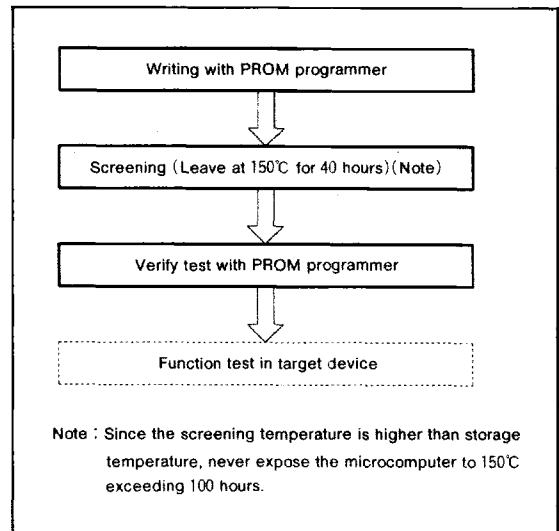 Writing with PROM programmer
Screening (Leave at 150℃ for 40 hours) (Note)
Verify test with PROM programmer
Function test in target device
Note : Since the screening temperature is higher than storage
temperature, never expose the microcomputer to 150℃
exceeding 100 hours.